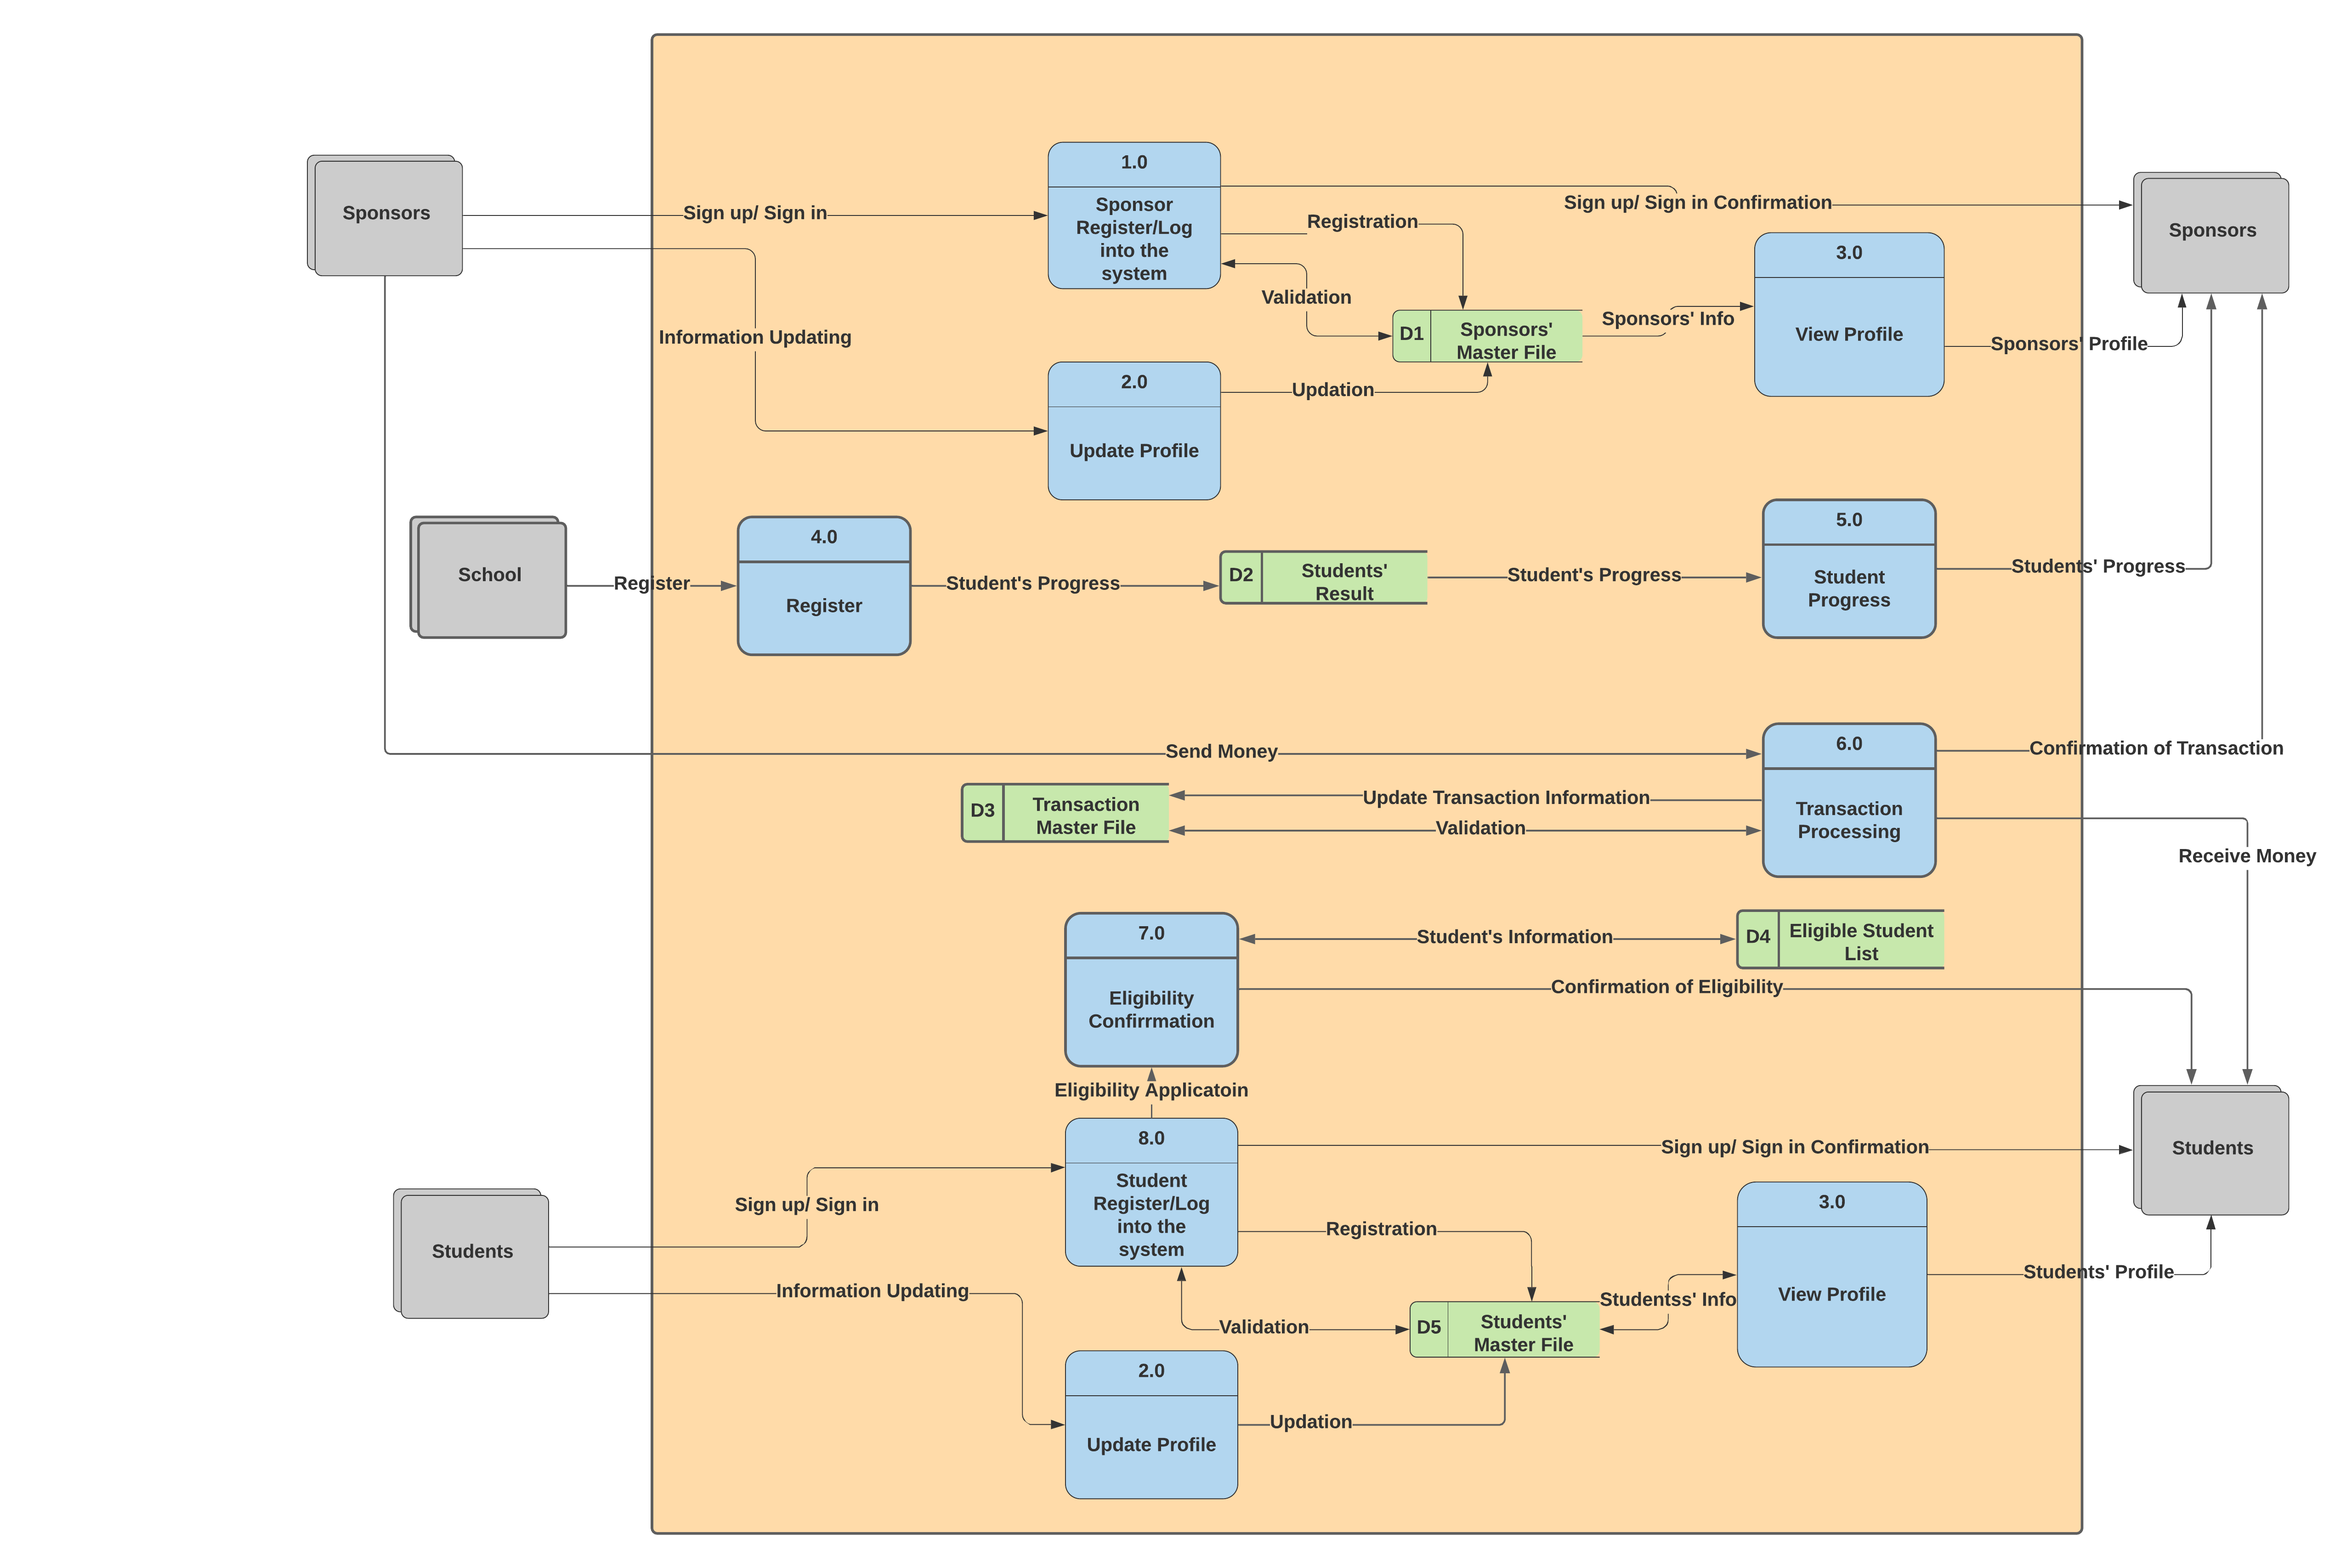 1.0
Sponsors
Sign up/ Sign in
Sponsor
Register/Log
into the
system
Sign up/ Sign in Confirmation
Sponsors
Registration
3.0
View Profile
Validation
D1
Sponsors'
Master File
Sponsors' Info
Sponsors' Profile
Information Updating
2.0
Update Profile
Updation
School
Register
4.0
Register
Student's Progress
D2
Students'
Result
Student's Progress
5.0
Student
Progress
Students' Progress
Send Money
6.0
Transaction
Processing
Confirmation of Transaction
D3
Transaction
Master File
Update Transaction Information
Validation
Receive Money
7.0
Eligibility
Confirrmation
Student's Information
D4
Eligible Student
List
Confirmation of Eligibility
Eligibility Applicatoin
8.0
Student
Register/Log
into the
system
Sign up/ Sign in Confirmation
Students
Sign up/ Sign in
Students
Registration
3.0
View Profile
Students' Profile
Information Updating
Validation
D5
Students'
Master File
Studentss' Info
2.0
Update Profile
Updation